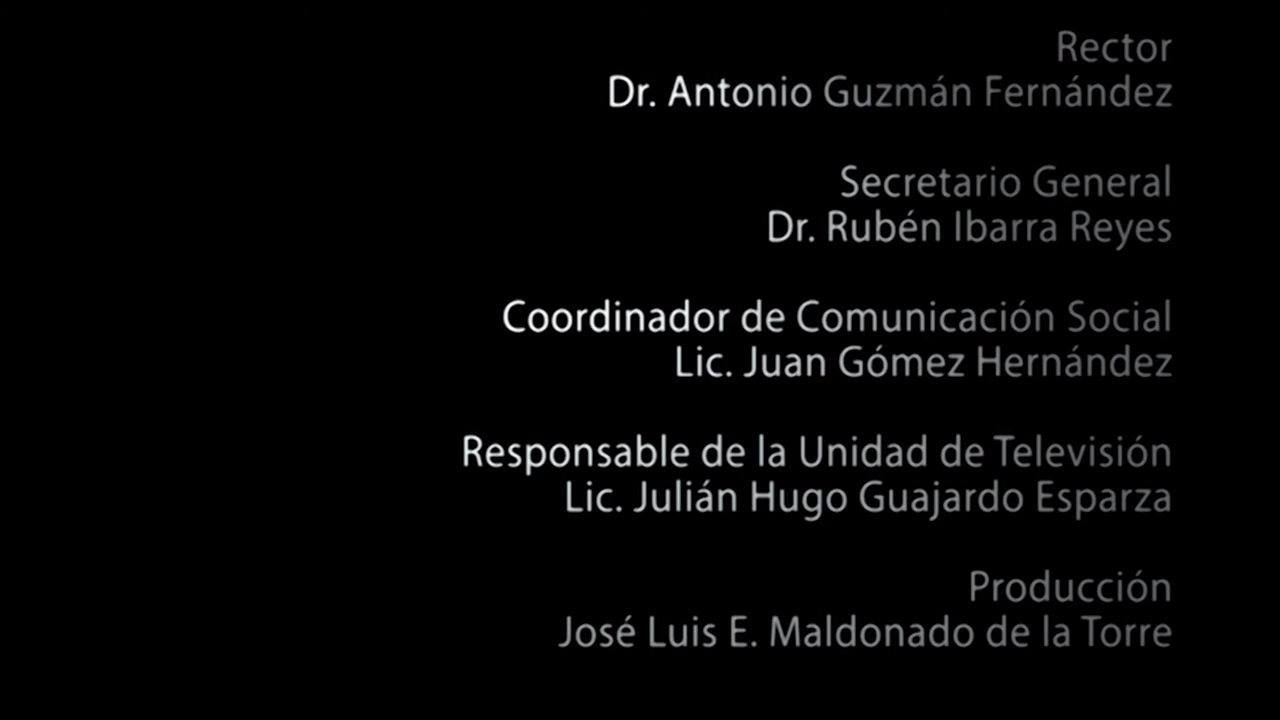 Rector
Dr. Antonio Guzmán Fernández
Secretario General
Dr. Rubén Ibarra Reyes
Coordinador de Comunicación Social
Lic. Juan Gómez Hernández
Responsable de la Unidad de Televisión
Lic. Julián Hugo Guajardo Esparza
Producción
José Luis E. Maldonado de la Torre